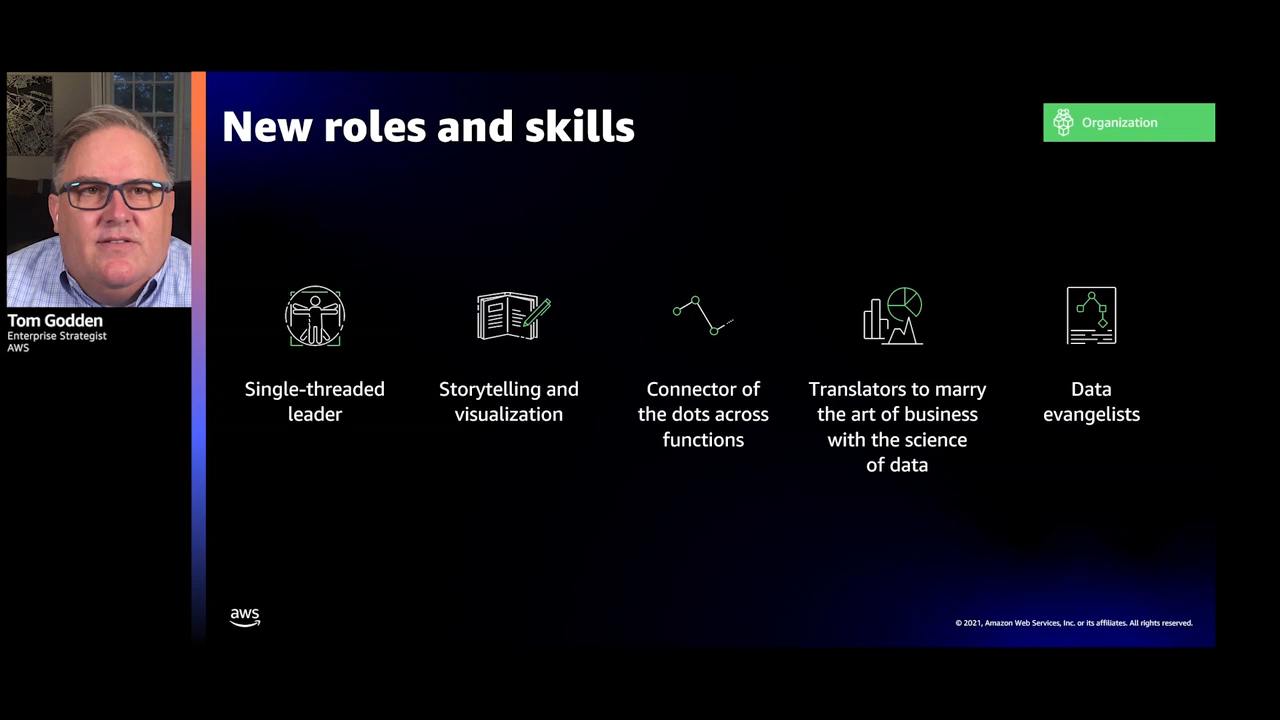 New roles and skills
Organization
Tom Godden
Enterprise Strategist
AWS
Single-threaded
leader
Storytelling and
visualization
Connector of
the dots across
functions
Translators to marry
the art of business
with the science
of data
Data
evangelists
aws
© 2021, Amazon Web Services, Inc. or its affiliates. All rights reserved.